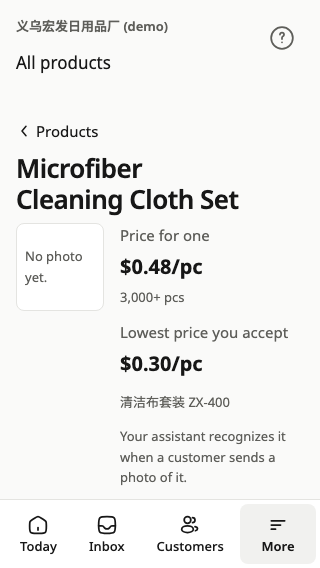 义乌宏发日用品厂 (demo)
All products
Products
Microfiber
Cleaning Cloth Set
No photo
yet.
Price for one
$0.48/pc
3,000+ pcs
Lowest price you accept
$0.30/pc
清洁布套装 ZX-400
Your assistant recognizes it
when a customer sends a
photo of it.
Today
Inbox
Customers
More